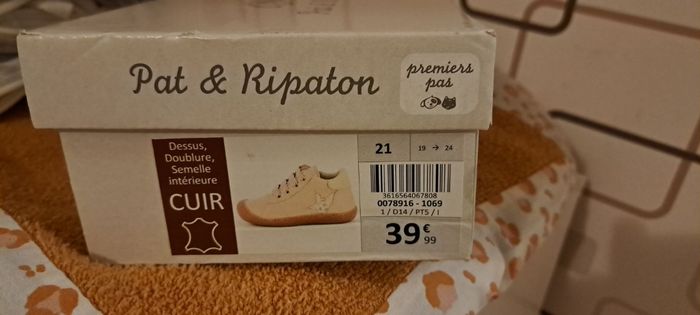 Pat & Ripaton
premiers
pas
Dessus,
Doublure,
Semelle
intérieure
CUIR
21
19 → 24
3616564067808
0078916 - 1069
1 / D14 / PT5 / I
39€99